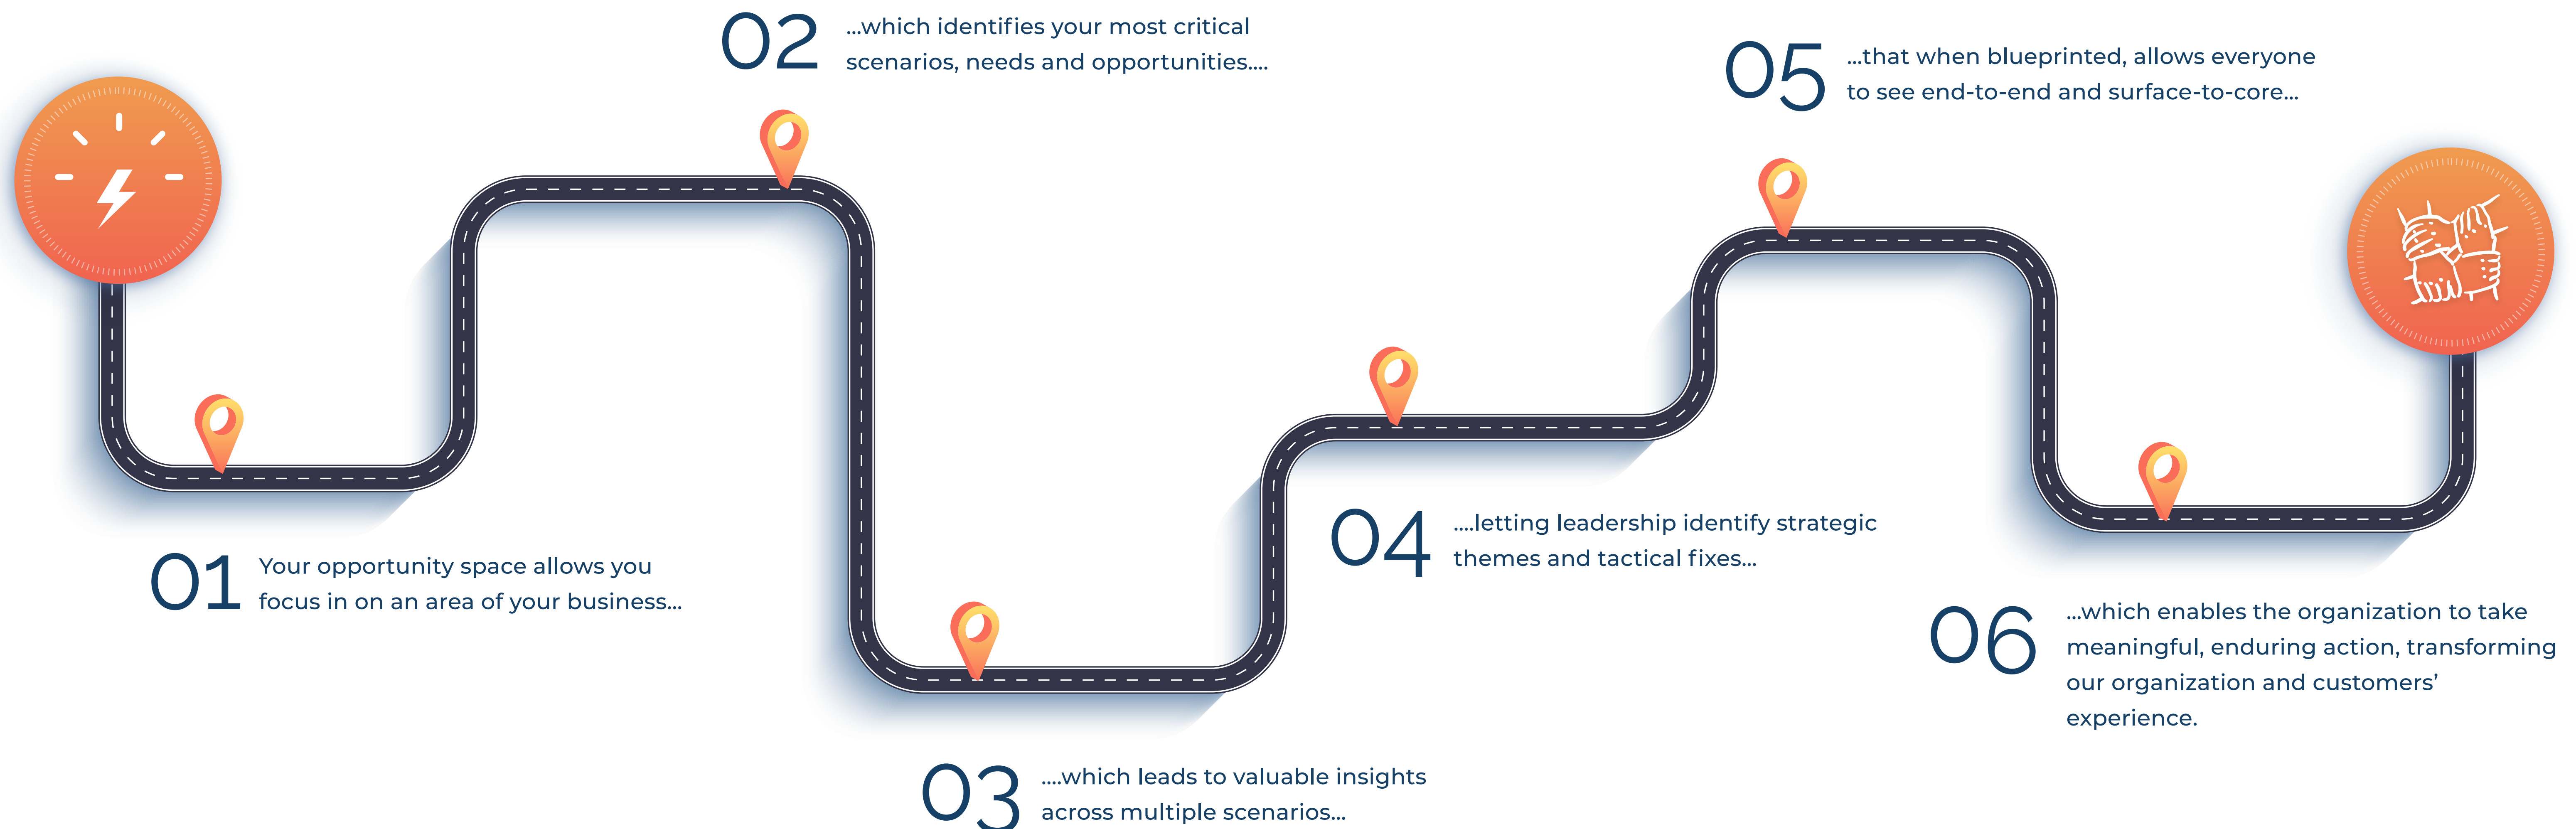 01
Your opportunity space allows you
focus in on an area of your business...
02
...which identifies your most critical
scenarios, needs and opportunities....
03
....which leads to valuable insights
across multiple scenarios...
04
....letting leadership identify strategic
themes and tactical fixes...
05
...that when blueprinted, allows everyone
to see end-to-end and surface-to-core...
06
...which enables the organization to take
meaningful, enduring action, transforming
our organization and customers’
experience.